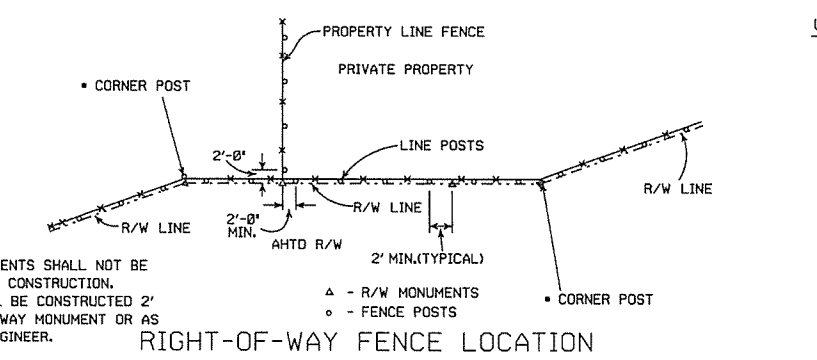 PROPERTY LINE FENCE
PRIVATE PROPERTY
▪ CORNER POST
LINE POSTS
2'-0"
R/W LINE
R/W LINE
R/W LINE
2'-0"
MIN.
AHTD R/W
2' MIN.(TYPICAL)
ENTS SHALL NOT BE
CONSTRUCTION.
BE CONSTRUCTED 2'
WAY MONUMENT OR AS
GINEER.
△ - R/W MONUMENTS
○ - FENCE POSTS
▪ CORNER POST
RIGHT-OF-WAY FENCE LOCATION